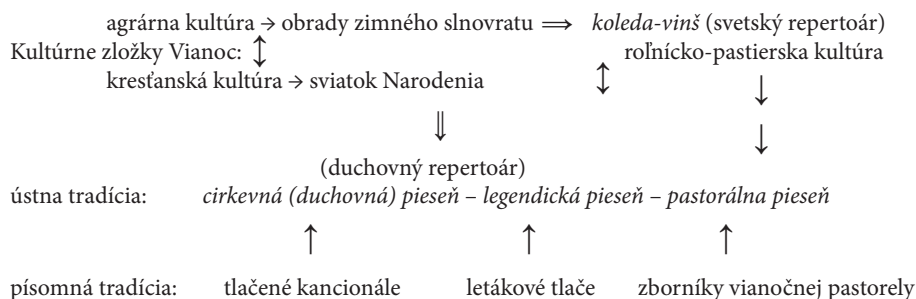 agrárna kultúra → obrady zimného slnovratu ⇒ koleda-vinš (svetský repertoár)
Kultúrne zložky Vianoc: ↕ roľnícko-pastierska kultúra
kresťanská kultúra → sviatok Narodenia ↕ ↓
⇓ ↓
(duchovný repertoár)
ústna tradícia: cirkevná (duchovná) pieseň – legendická pieseň – pastorálna pieseň
↑ ↑ ↑
písomná tradícia: tlačené kancionále letákové tlače zborníky vianočnej pastorely